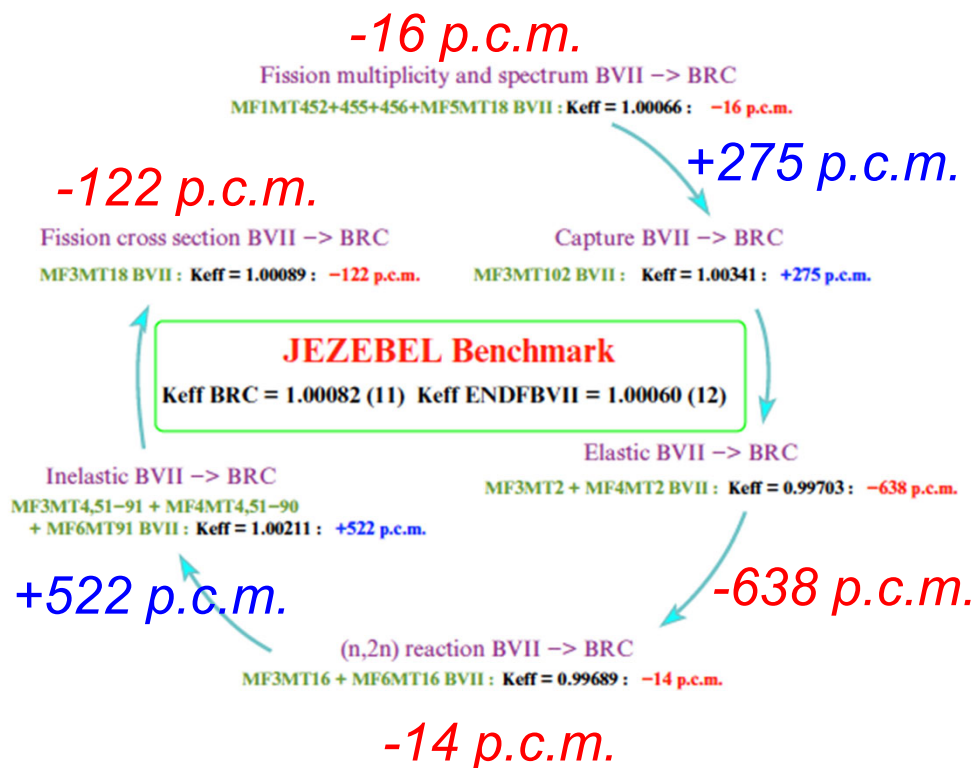 -16 p.c.m.
Fission multiplicity and spectrum BVII −> BRC
MF1MT452+455+456+MF5MT18 BVII : Keff = 1.00066 : −16 p.c.m.
+275 p.c.m.
-122 p.c.m.
Fission cross section BVII −> BRC
MF3MT18 BVII : Keff = 1.00089 : −122 p.c.m.
Capture BVII −> BRC
MF3MT102 BVII : Keff = 1.00341 : +275 p.c.m.
JEZEBEL Benchmark
Keff BRC = 1.00082 (11) Keff ENDFBVII = 1.00060 (12)
Elastic BVII −> BRC
MF3MT2 + MF4MT2 BVII : Keff = 0.99703 : −638 p.c.m.
Inelastic BVII −> BRC
MF3MT4,51−91 + MF4MT4,51−90
+ MF6MT91 BVII : Keff = 1.00211 : +522 p.c.m.
+522 p.c.m.
-638 p.c.m.
(n,2n) reaction BVII −> BRC
MF3MT16 + MF6MT16 BVII : Keff = 0.99689 : −14 p.c.m.
-14 p.c.m.